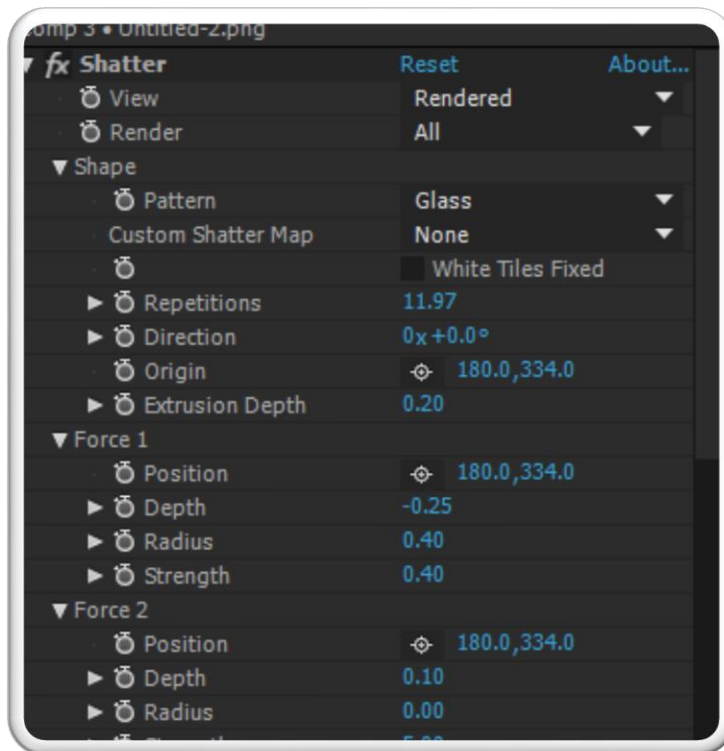 comp 3 • Untitled-2.png
fx Shatter Reset About...
View Rendered
Render All
Shape
Pattern Glass
Custom Shatter Map None
White Tiles Fixed
Repetitions 11.97
Direction 0x+0.0°
Origin 180.0,334.0
Extrusion Depth 0.20
Force 1
Position 180.0,334.0
Depth -0.25
Radius 0.40
Strength 0.40
Force 2
Position 180.0,334.0
Depth 0.10
Radius 0.00